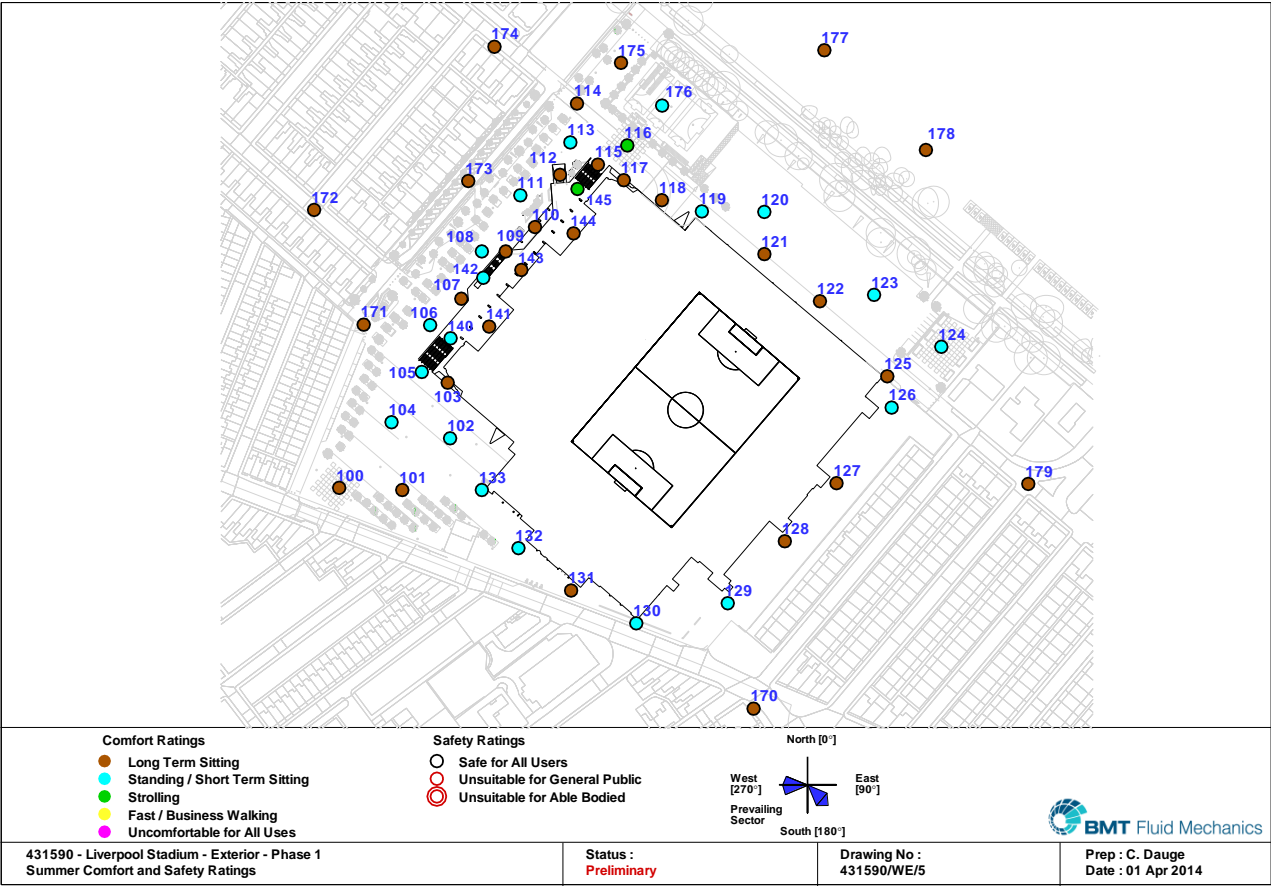 174
177
175
176
114
113
116
178
115
112
173
117
111
118
172
145
119
120
110
144
108
109
121
143
142
107
122
123
171
106
141
140
124
105
125
103
126
104
102
127
100
101
133
179
128
132
131
129
130
170
Comfort Ratings
Long Term Sitting
Standing / Short Term Sitting
Strolling
Fast / Business Walking
Uncomfortable for All Uses
Safety Ratings
Safe for All Users
Unsuitable for General Public
Unsuitable for Able Bodied
North [0°]
West
[270°]
East
[90°]
Prevailing
Sector
South [180°]
BMT Fluid Mechanics
431590 - Liverpool Stadium - Exterior - Phase 1
Summer Comfort and Safety Ratings
Status :
Preliminary
Drawing No :
431590/WE/5
Prep : C. Dauge
Date : 01 Apr 2014